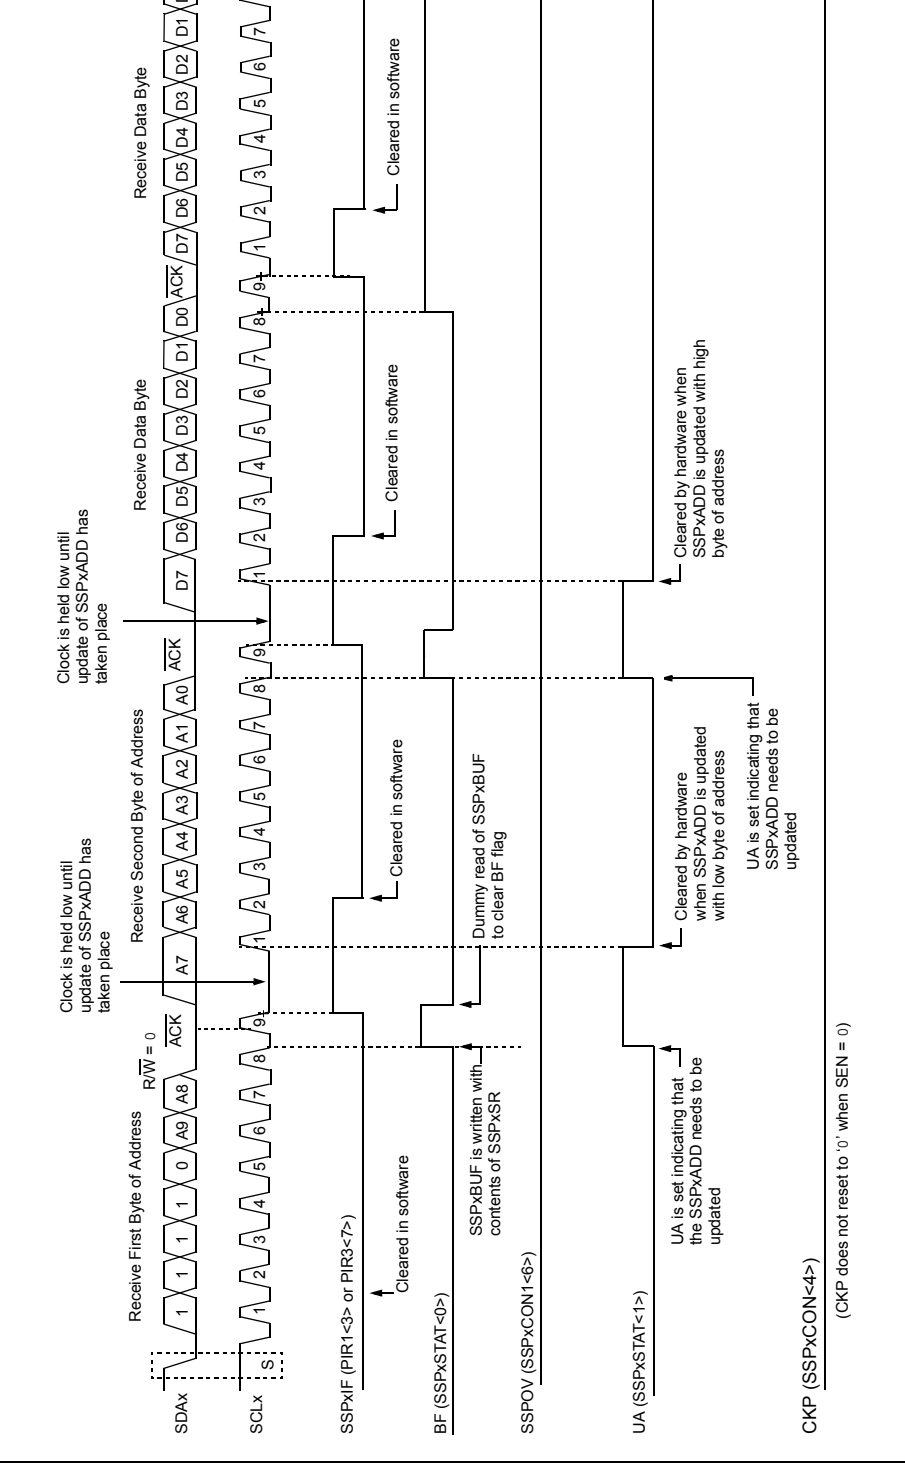 Receive First Byte of Address
R/W = 0
Receive Second Byte of Address
Receive Data Byte
Receive Data Byte
Clock is held low until
update of SSPxADD has
taken place
Clock is held low until
update of SSPxADD has
taken place
SDAx
1 1 1 1 0 A9 A8 ACK A7 A6 A5 A4 A3 A2 A1 A0 ACK D7 D6 D5 D4 D3 D2 D1 D0 ACK D7 D6 D5 D4 D3 D2 D1
SCLx
S 1 2 3 4 5 6 7 8 9 1 2 3 4 5 6 7 8 9 1 2 3 4 5 6 7 8 9 1 2 3 4 5 6 7
SSPxIF (PIR1<3> or PIR3<7>)
Cleared in software
Cleared in software
Cleared in software
Cleared in software
BF (SSPxSTAT<0>)
SSPxBUF is written with
contents of SSPxSR
Dummy read of SSPxBUF
to clear BF flag
SSPOV (SSPxCON1<6>)
UA (SSPxSTAT<1>)
UA is set indicating that
the SSPxADD needs to be
updated
Cleared by hardware
when SSPxADD is updated
with low byte of address
UA is set indicating that
SSPxADD needs to be
updated
Cleared by hardware when
SSPxADD is updated with high
byte of address
CKP (SSPxCON<4>)
(CKP does not reset to ‘0’ when SEN = 0)